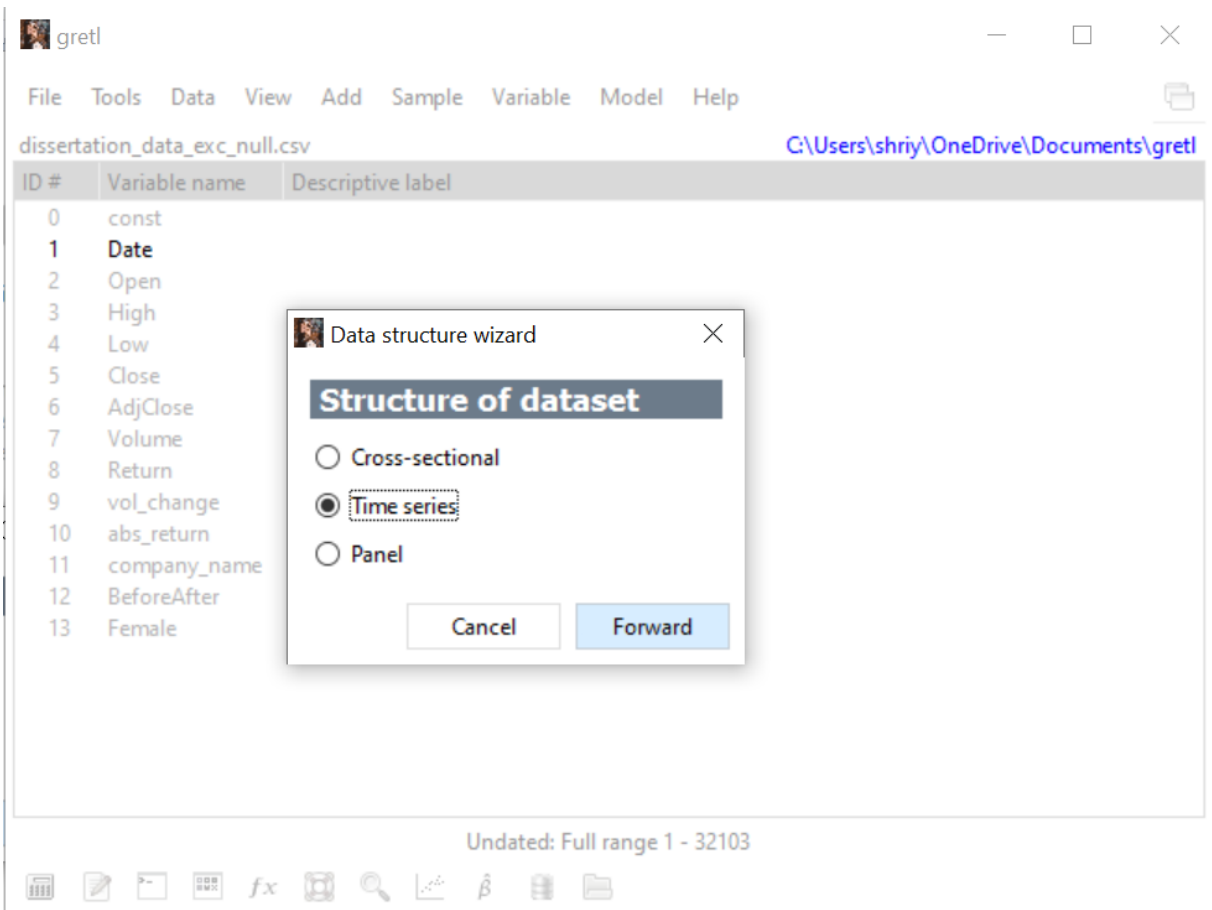 gretl
File Tools Data View Add Sample Variable Model Help
dissertation_data_exc_null.csv C:\Users\shriy\OneDrive\Documents\gretl
ID # Variable name Descriptive label
0 const
1 Date
2 Open
3 High
4 Low
5 Close
6 AdjClose
7 Volume
8 Return
9 vol_change
10 abs_return
11 company_name
12 BeforeAfter
13 Female
Data structure wizard
Structure of dataset
Cross-sectional
Time series
Panel
Cancel Forward
Undated: Full range 1 - 32103
fx β̂